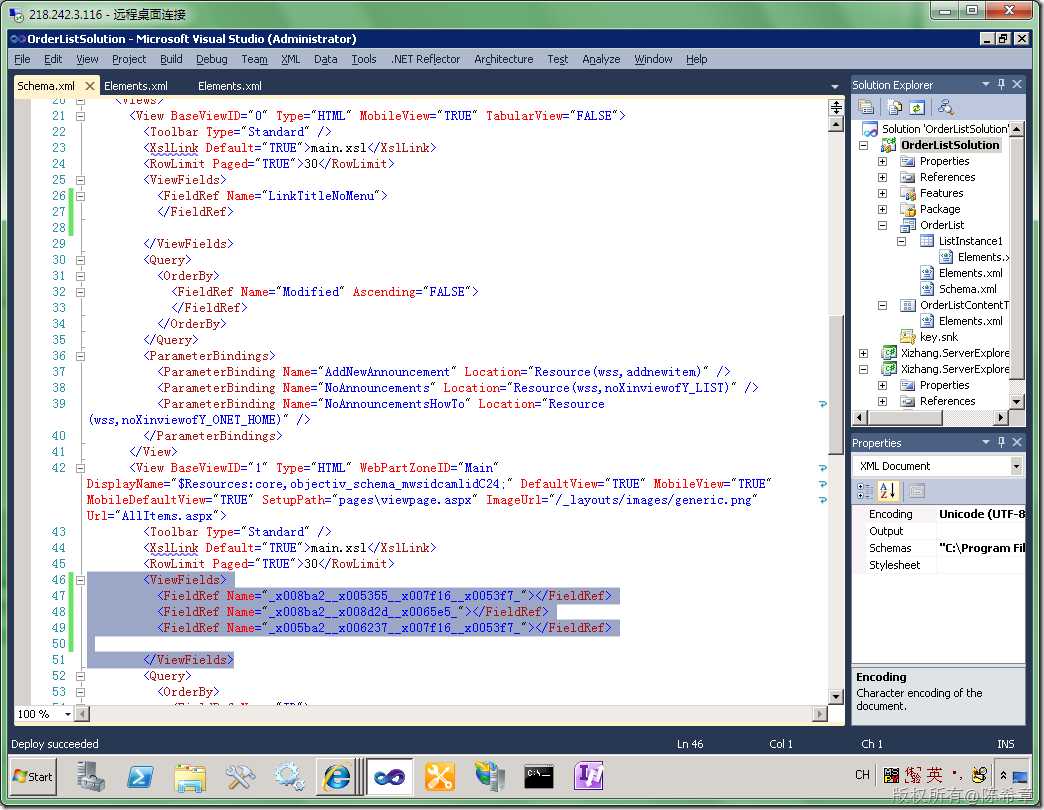 218.242.3.116 - 远程桌面连接
OrderListSolution - Microsoft Visual Studio (Administrator)
File Edit View Project Build Debug Team XML Data Tools .NET Reflector Architecture Test Analyze Window Help
Schema.xml Elements.xml Elements.xml
20 <Views>
21 <View BaseViewID="0" Type="HTML" MobileView="TRUE" TabularView="FALSE">
22 <Toolbar Type="Standard" />
23 <XslLink Default="TRUE">main.xsl</XslLink>
24 <RowLimit Paged="TRUE">30</RowLimit>
25 <ViewFields>
26 <FieldRef Name="LinkTitleNoMenu">
27 </FieldRef>
28
29 </ViewFields>
30 <Query>
31 <OrderBy>
32 <FieldRef Name="Modified" Ascending="FALSE">
33 </FieldRef>
34 </OrderBy>
35 </Query>
36 <ParameterBindings>
37 <ParameterBinding Name="AddNewAnnouncement" Location="Resource(wss,addnewitem)" />
38 <ParameterBinding Name="NoAnnouncements" Location="Resource(wss,noXinviewofY_LIST)" />
39 <ParameterBinding Name="NoAnnouncementsHowTo" Location="Resource
(wss,noXinviewofY_ONET_HOME)" />
40 </ParameterBindings>
41 </View>
42 <View BaseViewID="1" Type="HTML" WebPartZoneID="Main"
DisplayName="$Resources:core,objectiv_schema_mwsidcamlidC24;" DefaultView="TRUE" MobileView="TRUE"
MobileDefaultView="TRUE" SetupPath="pages\viewpage.aspx" ImageUrl="/_layouts/images/generic.png"
Url="AllItems.aspx">
43 <Toolbar Type="Standard" />
44 <XslLink Default="TRUE">main.xsl</XslLink>
45 <RowLimit Paged="TRUE">30</RowLimit>
46 <ViewFields>
47 <FieldRef Name="_x008ba2__x005355__x007f16__x0053f7_"></FieldRef>
48 <FieldRef Name="_x008ba2__x008d2d__x0065e5_"></FieldRef>
49 <FieldRef Name="_x005ba2__x006237__x007f16__x0053f7_"></FieldRef>
50
51 </ViewFields>
52 <Query>
53 <OrderBy>
100 %
Solution Explorer
Solution 'OrderListSolution'
OrderListSolution
Properties
References
Features
Package
OrderList
ListInstance1
Elements.x
Elements.xml
Schema.xml
OrderListContentT
Elements.xml
key.snk
Xizhang.ServerExplore
Xizhang.ServerExplore
Properties
References
Properties
XML Document
Encoding Unicode (UTF-8
Output
Schemas "C:\Program Fil
Stylesheet
Encoding
Character encoding of the
document.
Deploy succeeded Ln 46 Col 1 Ch 1 INS
Start CH 英
版权所有@陈希章